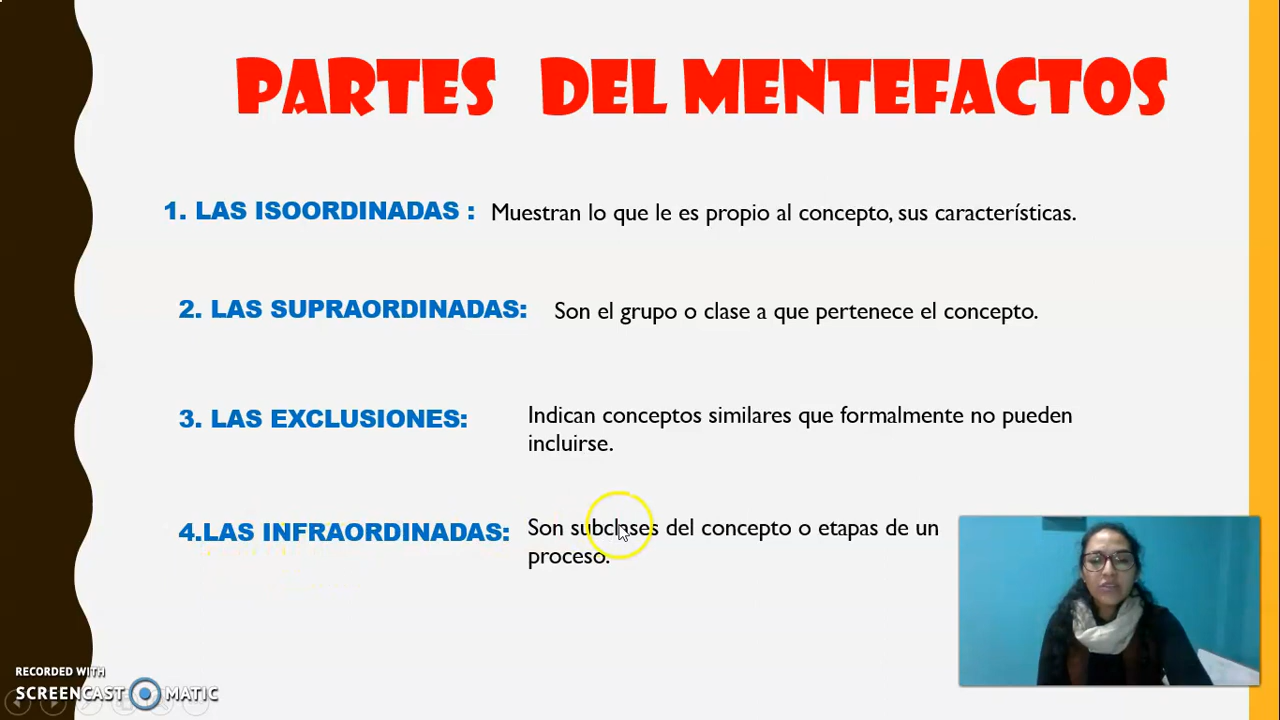 PARTES DEL MENTEFACTOS
1. LAS ISOORDINADAS : Muestran lo que le es propio al concepto, sus características.
2. LAS SUPRAORDINADAS: Son el grupo o clase a que pertenece el concepto.
3. LAS EXCLUSIONES: Indican conceptos similares que formalmente no pueden
incluirse.
4.LAS INFRAORDINADAS: Son subclases del concepto o etapas de un
proceso.
RECORDED WITH
SCREENCAST MATIC